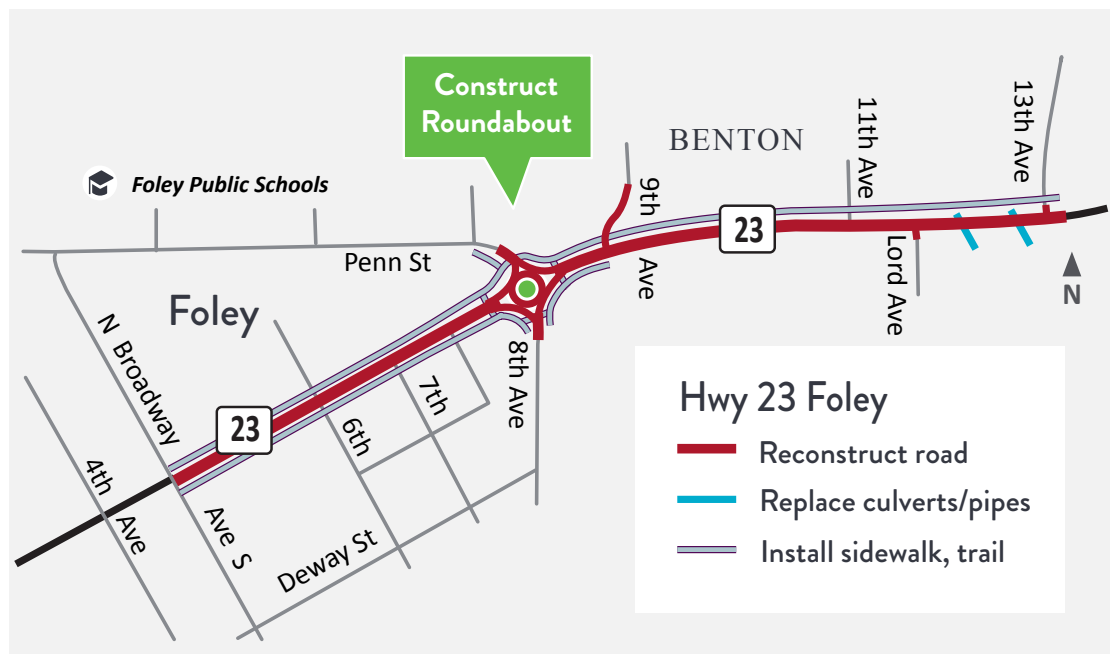 Construct
Roundabout
BENTON
11th Ave
13th Ave
Foley Public Schools
9th
Ave
23
Penn St
Lord Ave
N
Foley
N Broadway
Ave S
8th Ave
7th
6th
23
4th
Ave
Deway St
Hwy 23 Foley
Reconstruct road
Replace culverts/pipes
Install sidewalk, trail